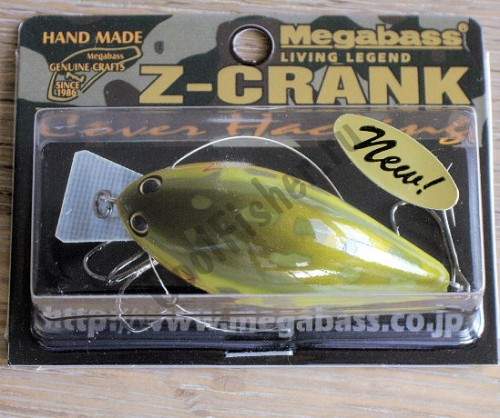 HAND MADE
Megabass
GENUINE CRAFTS
SINCE
1986
Megabass®
LIVING LEGEND
Z-CRANK
Cover Hacking
New!
http://www.megabass.co.jp